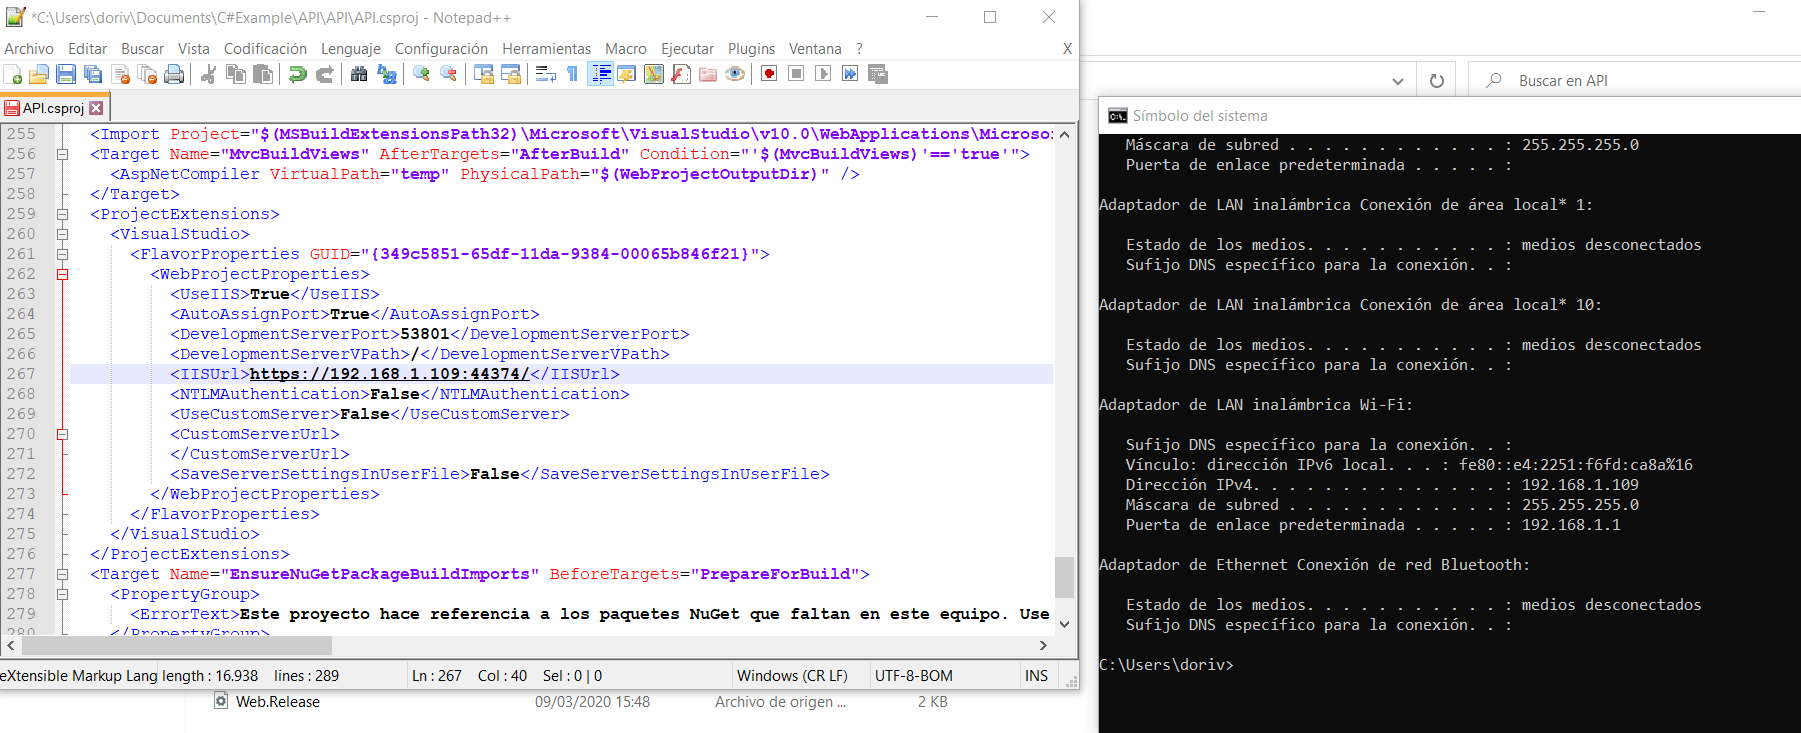 *C:\Users\doriv\Documents\C#Example\API\API\API.csproj - Notepad++
Archivo Editar Buscar Vista Codificación Lenguaje Configuración Herramientas Macro Ejecutar Plugins Ventana ? X
API.csproj
255 <Import Project="$(MSBuildExtensionsPath32)\Microsoft\VisualStudio\v10.0\WebApplications\Microso
256 <Target Name="MvcBuildViews" AfterTargets="AfterBuild" Condition="'$(MvcBuildViews)'=='true'">
257 <AspNetCompiler VirtualPath="temp" PhysicalPath="$(WebProjectOutputDir)" />
258 </Target>
259 <ProjectExtensions>
260 <VisualStudio>
261 <FlavorProperties GUID="{349c5851-65df-11da-9384-00065b846f21}">
262 <WebProjectProperties>
263 <UseIIS>True</UseIIS>
264 <AutoAssignPort>True</AutoAssignPort>
265 <DevelopmentServerPort>53801</DevelopmentServerPort>
266 <DevelopmentServerVPath>/</DevelopmentServerVPath>
267 <IISUrl>https://192.168.1.109:44374/</IISUrl>
268 <NTLMAuthentication>False</NTLMAuthentication>
269 <UseCustomServer>False</UseCustomServer>
270 <CustomServerUrl>
271 </CustomServerUrl>
272 <SaveServerSettingsInUserFile>False</SaveServerSettingsInUserFile>
273 </WebProjectProperties>
274 </FlavorProperties>
275 </VisualStudio>
276 </ProjectExtensions>
277 <Target Name="EnsureNuGetPackageBuildImports" BeforeTargets="PrepareForBuild">
278 <PropertyGroup>
279 <ErrorText>Este proyecto hace referencia a los paquetes NuGet que faltan en este equipo. Use
280 </PropertyGroup>
eXtensible Markup Lang length : 16.938 lines : 289 Ln : 267 Col : 40 Sel : 0 | 0 Windows (CR LF) UTF-8-BOM INS
Web.Release 09/03/2020 15:48 Archivo de origen ... 2 KB
Buscar en API
Símbolo del sistema
Máscara de subred . . . . . . . . . . . . : 255.255.255.0
Puerta de enlace predeterminada . . . . . :
Adaptador de LAN inalámbrica Conexión de área local* 1:
Estado de los medios. . . . . . . . . . . : medios desconectados
Sufijo DNS específico para la conexión. . :
Adaptador de LAN inalámbrica Conexión de área local* 10:
Estado de los medios. . . . . . . . . . . : medios desconectados
Sufijo DNS específico para la conexión. . :
Adaptador de LAN inalámbrica Wi-Fi:
Sufijo DNS específico para la conexión. . :
Vínculo: dirección IPv6 local. . . : fe80::e4:2251:f6fd:ca8a%16
Dirección IPv4. . . . . . . . . . . . . . : 192.168.1.109
Máscara de subred . . . . . . . . . . . . : 255.255.255.0
Puerta de enlace predeterminada . . . . . : 192.168.1.1
Adaptador de Ethernet Conexión de red Bluetooth:
Estado de los medios. . . . . . . . . . . : medios desconectados
Sufijo DNS específico para la conexión. . :
C:\Users\doriv>